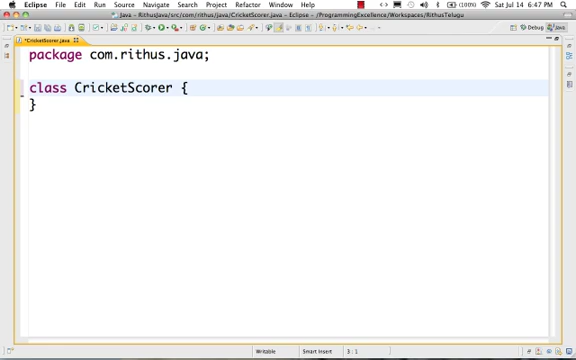 Eclipse File Edit Run Source Search Project Refactor Window Help (100%) Sat Jul 14 6:47 PM
Java - RithusJava/src/com/rithus/java/CricketScorer.java - Eclipse - /ProgrammingExcellence/Workspaces/RithusTelugu
Debug Java
*CricketScorer.java
package com.rithus.java;
class CricketScorer {
}
Writable Smart Insert 3 : 1